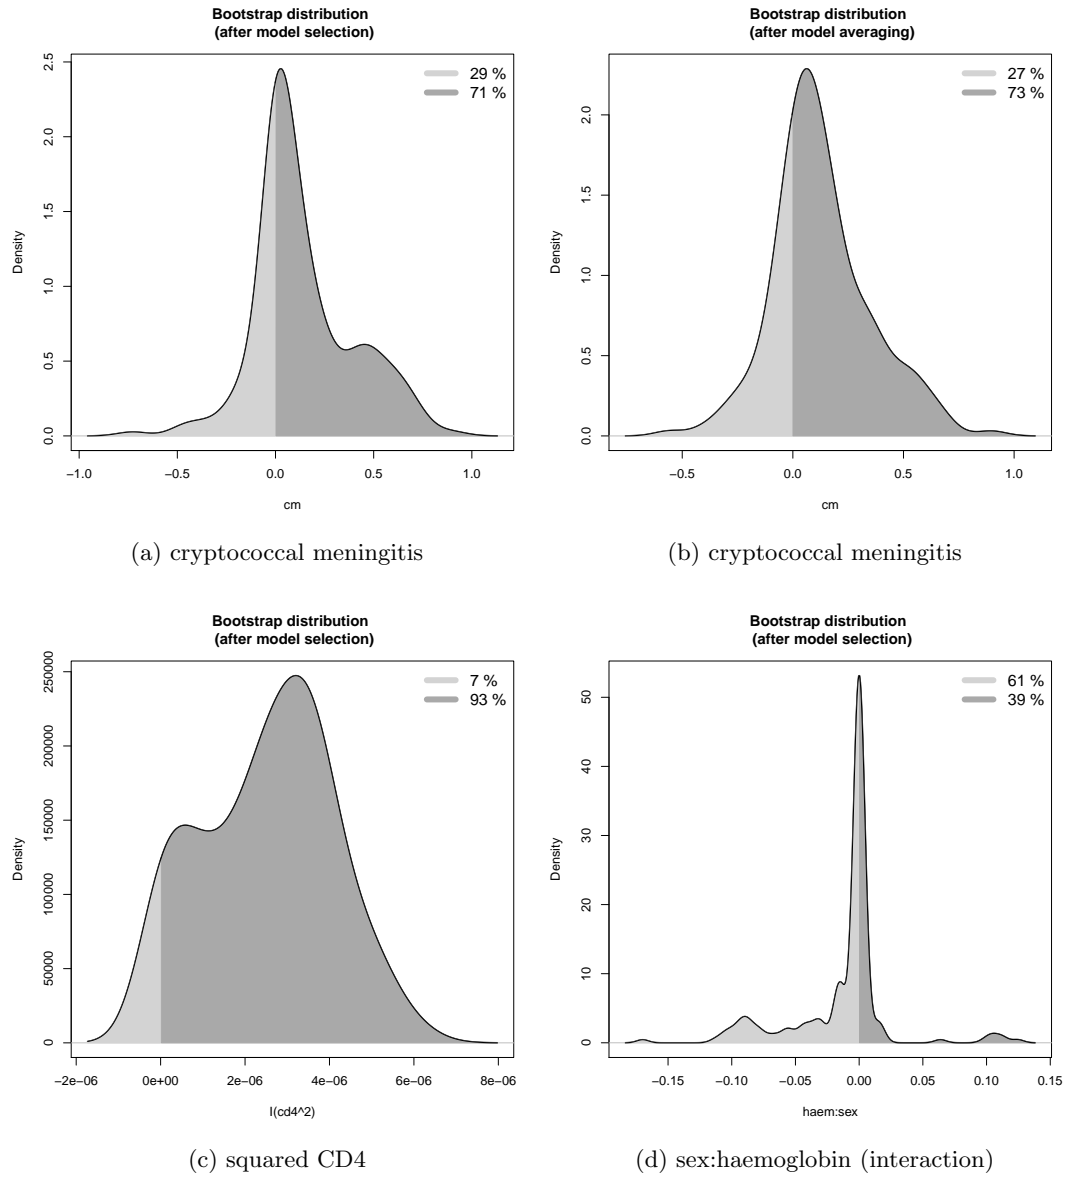 Bootstrap distribution
(after model selection)
29 %
71 %
Density
0.0
0.5
1.0
1.5
2.0
2.5
−1.0
−0.5
0.0
0.5
1.0
cm
(a) cryptococcal meningitis
Bootstrap distribution
(after model averaging)
27 %
73 %
Density
0.0
0.5
1.0
1.5
2.0
−0.5
0.0
0.5
1.0
cm
(b) cryptococcal meningitis
Bootstrap distribution
(after model selection)
7 %
93 %
Density
0
50000
100000
150000
200000
250000
−2e−06
0e+00
2e−06
4e−06
6e−06
8e−06
I(cd4^2)
(c) squared CD4
Bootstrap distribution
(after model selection)
61 %
39 %
Density
0
10
20
30
40
50
−0.15
−0.10
−0.05
0.00
0.05
0.10
0.15
haem:sex
(d) sex:haemoglobin (interaction)